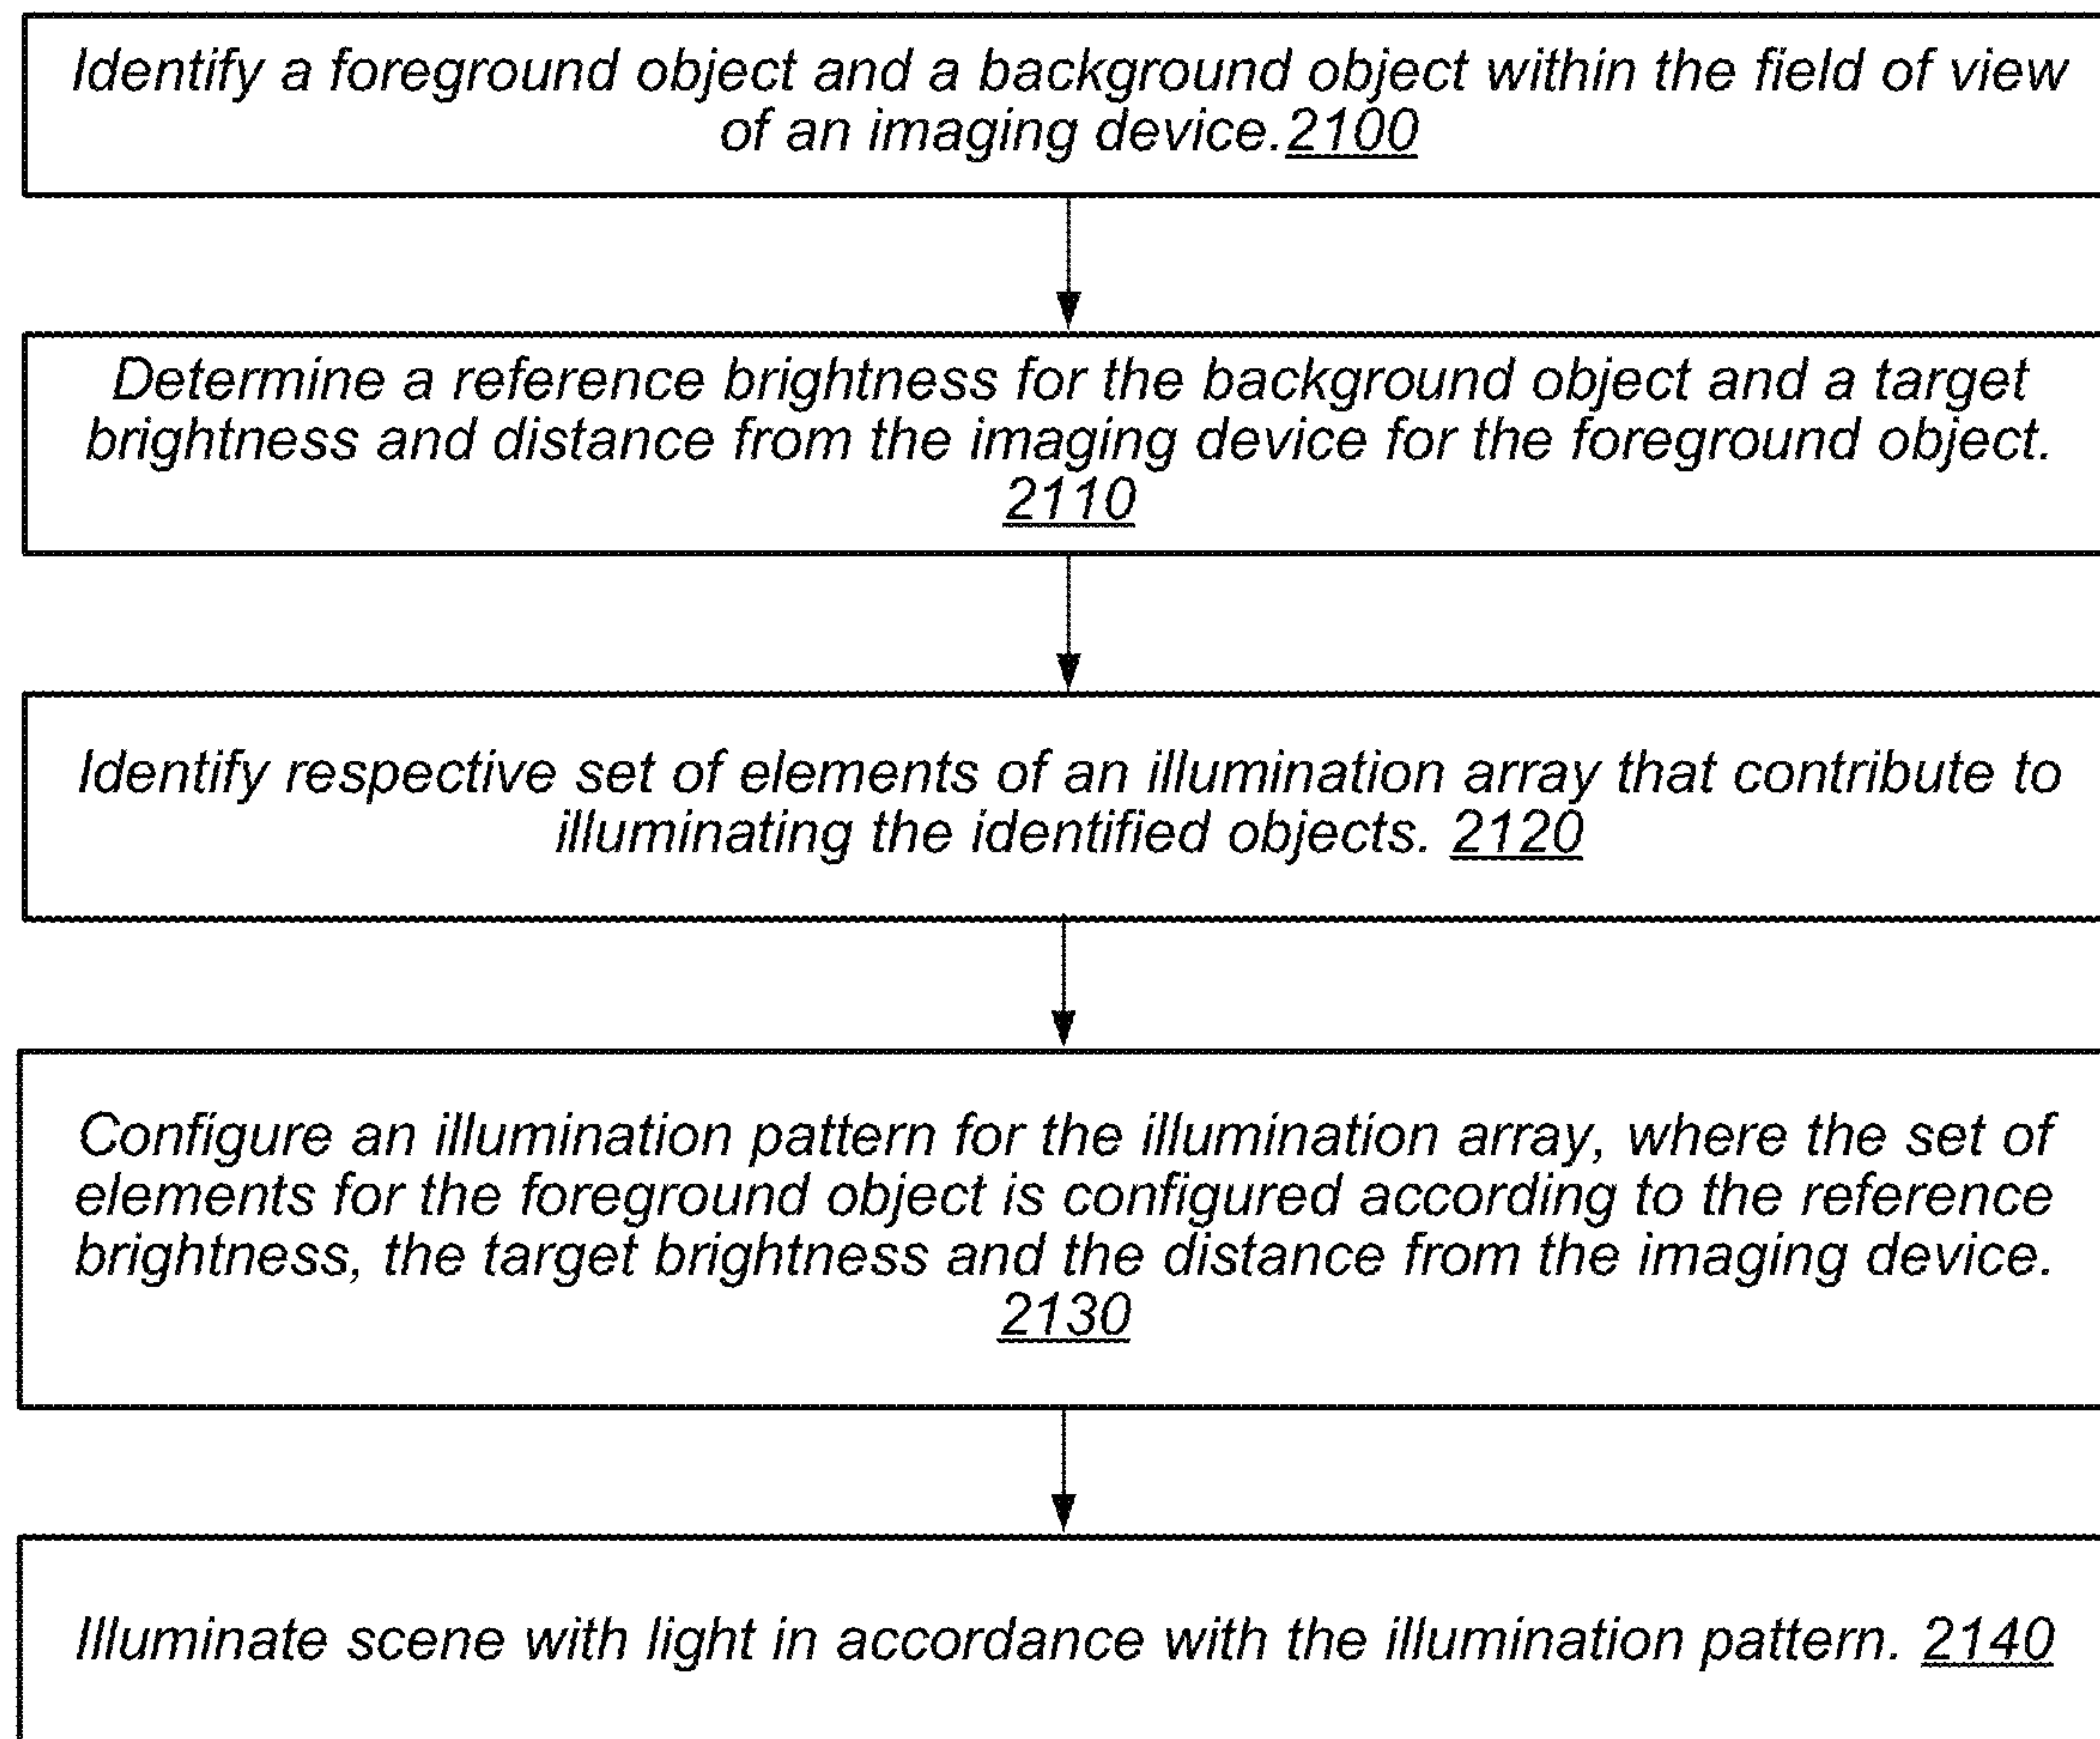 Identify a foreground object and a background object within the field of view
of an imaging device. 2100
Determine a reference brightness for the background object and a target
brightness and distance from the imaging device for the foreground object.
2110
Identify respective set of elements of an illumination array that contribute to
illuminating the identified objects. 2120
Configure an illumination pattern for the illumination array, where the set of
elements for the foreground object is configured according to the reference
brightness, the target brightness and the distance from the imaging device.
2130
Illuminate scene with light in accordance with the illumination pattern. 2140